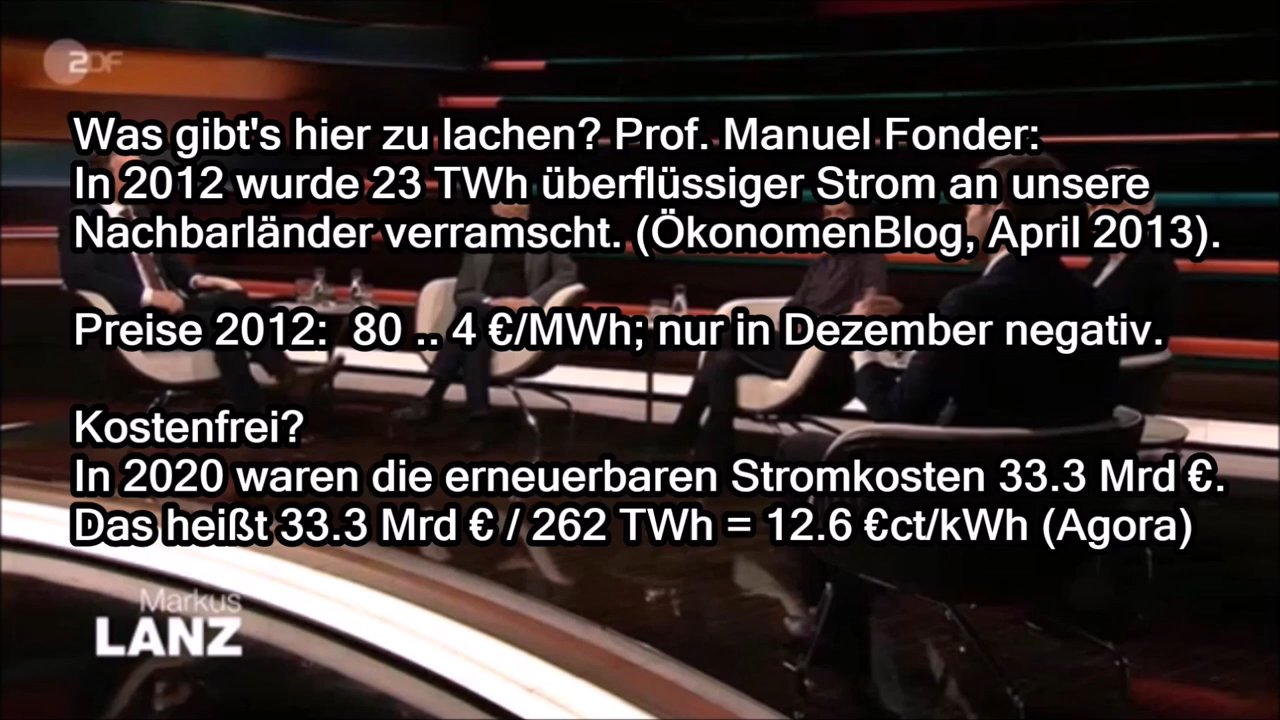 ZDF
Was gibt's hier zu lachen? Prof. Manuel Fonder:
In 2012 wurde 23 TWh überflüssiger Strom an unsere
Nachbarländer verramscht. (ÖkonomenBlog, April 2013).
Preise 2012:  80 .. 4 €/MWh; nur in Dezember negativ.
Kostenfrei?
In 2020 waren die erneuerbaren Stromkosten 33.3 Mrd €.
Das heißt 33.3 Mrd € / 262 TWh = 12.6 €ct/kWh (Agora)
Markus
LANZ